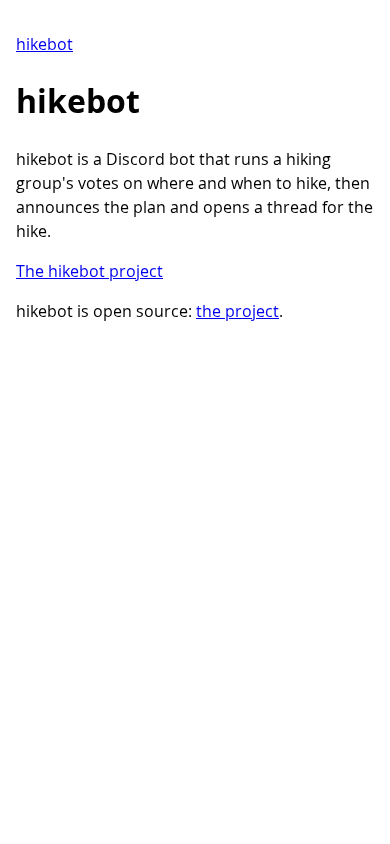 hikebot
hikebot
hikebot is a Discord bot that runs a hiking
group's votes on where and when to hike, then
announces the plan and opens a thread for the
hike.
The hikebot project
hikebot is open source: the project.